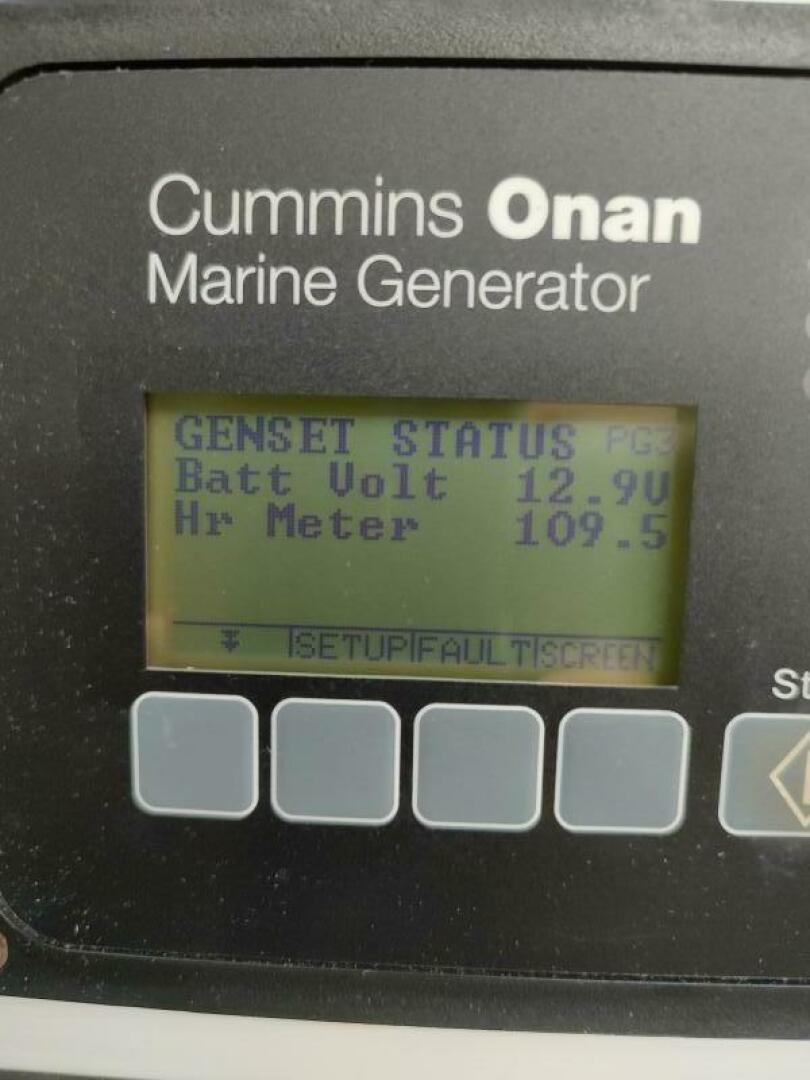 Cummins Onan
Marine Generator
GENSET STATUS PG3
Batt Volt 12.9V
Hr Meter 109.5
SETUP FAULT SCREEN